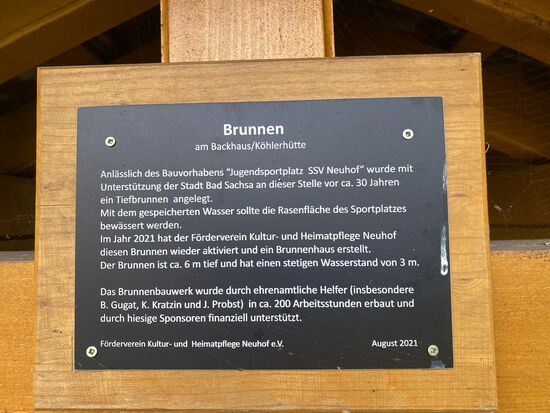 Brunnen
am Backhaus/Köhlerhütte
Anlässlich des Bauvorhabens "Jugendsportplatz SSV Neuhof" wurde mit
Unterstützung der Stadt Bad Sachsa an dieser Stelle vor ca. 30 Jahren
ein Tiefbrunnen angelegt.
Mit dem gespeicherten Wasser sollte die Rasenfläche des Sportplatzes
bewässert werden.
Im Jahr 2021 hat der Förderverein Kultur- und Heimatpflege Neuhof
diesen Brunnen wieder aktiviert und ein Brunnenhaus erstellt.
Der Brunnen ist ca. 6 m tief und hat einen stetigen Wasserstand von 3 m.
Das Brunnenbauwerk wurde durch ehrenamtliche Helfer (insbesondere
B. Gugat, K. Kratzin und J. Probst) in ca. 200 Arbeitsstunden erbaut und
durch hiesige Sponsoren finanziell unterstützt.
Förderverein Kultur- und Heimatpflege Neuhof e.V. August 2021